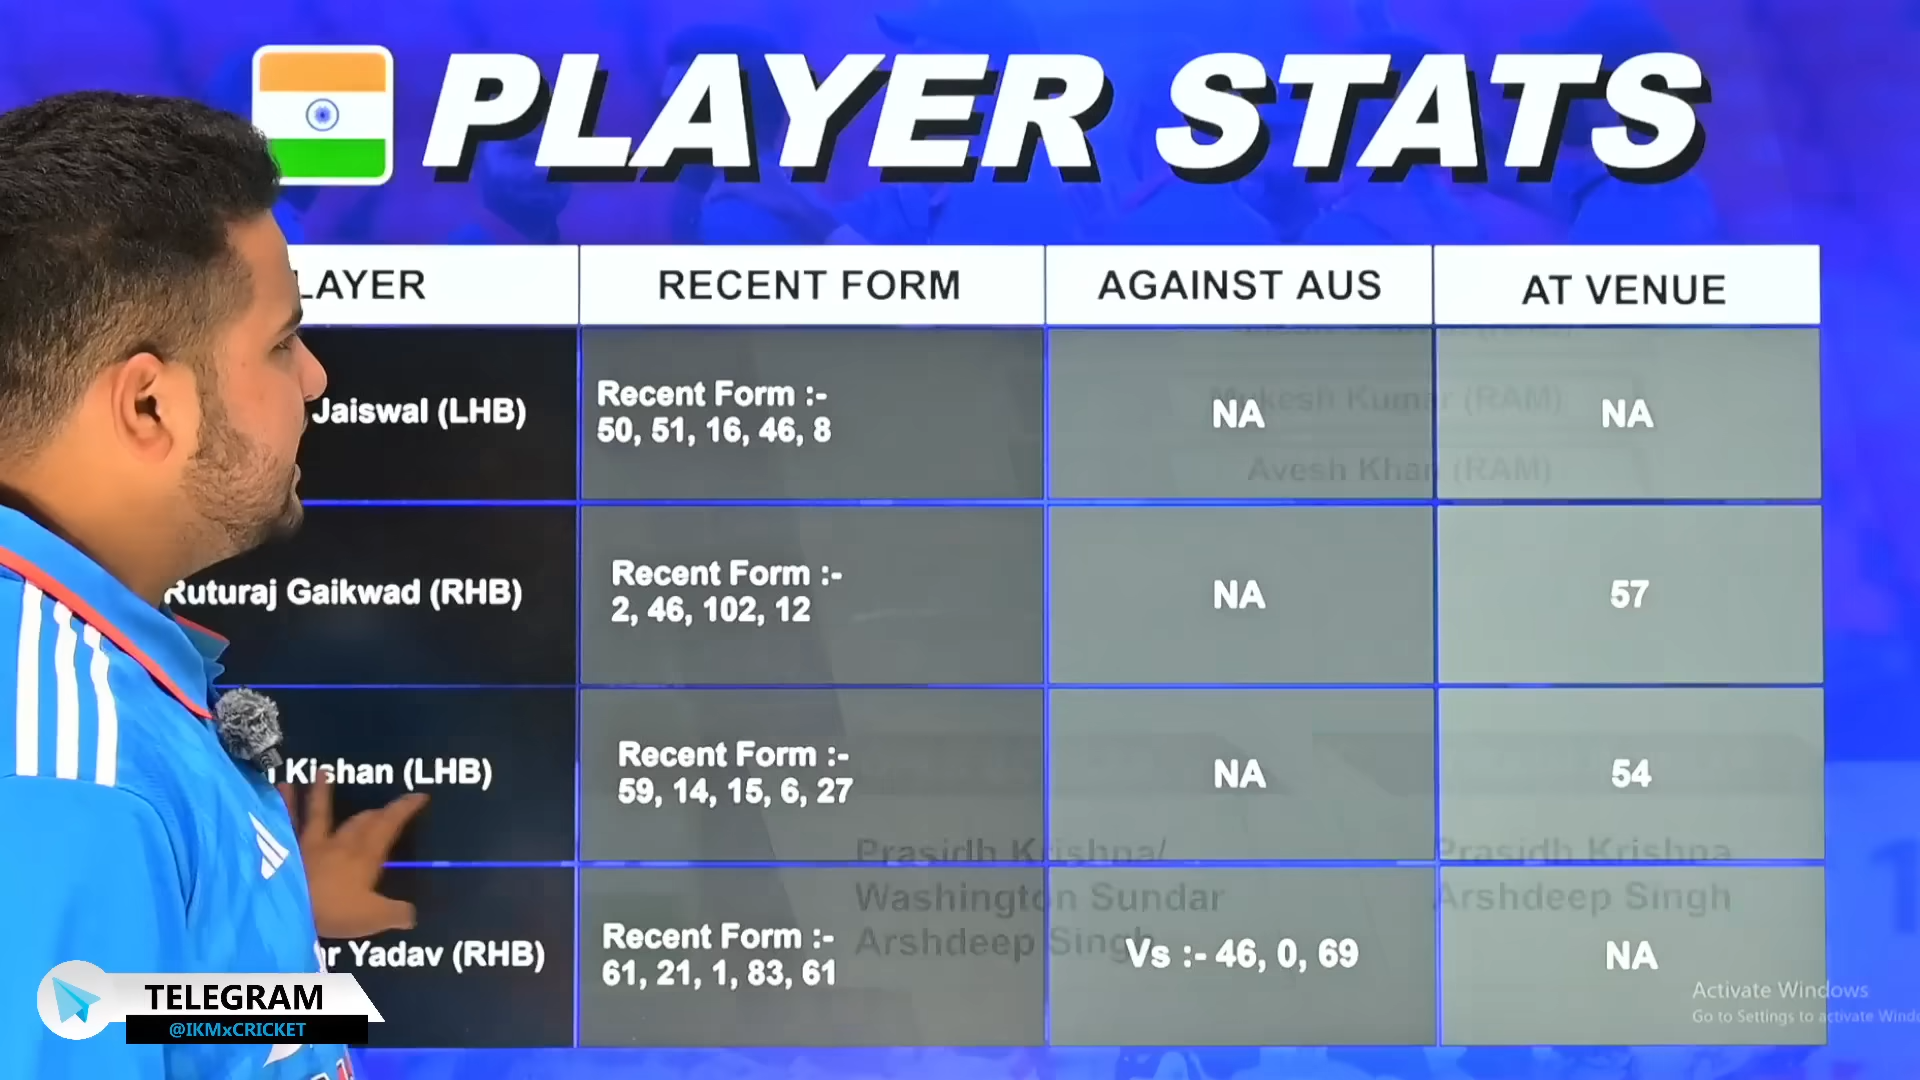 PLAYER STATS
LAYER
RECENT FORM
AGAINST AUS
AT VENUE
Jaiswal (LHB)
Recent Form :-
50, 51, 16, 46, 8
NA
NA
Mukesh Kumar (RAM)
Avesh Khan (RAM)
Ruturaj Gaikwad (RHB)
Recent Form :-
2, 46, 102, 12
NA
57
Kishan (LHB)
Recent Form :-
59, 14, 15, 6, 27
NA
54
Prasidh Krishna/
Washington Sundar
Arshdeep Singh
Prasidh Krishna
Arshdeep Singh
r Yadav (RHB)
Recent Form :-
61, 21, 1, 83, 61
Vs :- 46, 0, 69
NA
TELEGRAM
@IKMxCRICKET
Activate Windows
Go to Settings to activate Windo